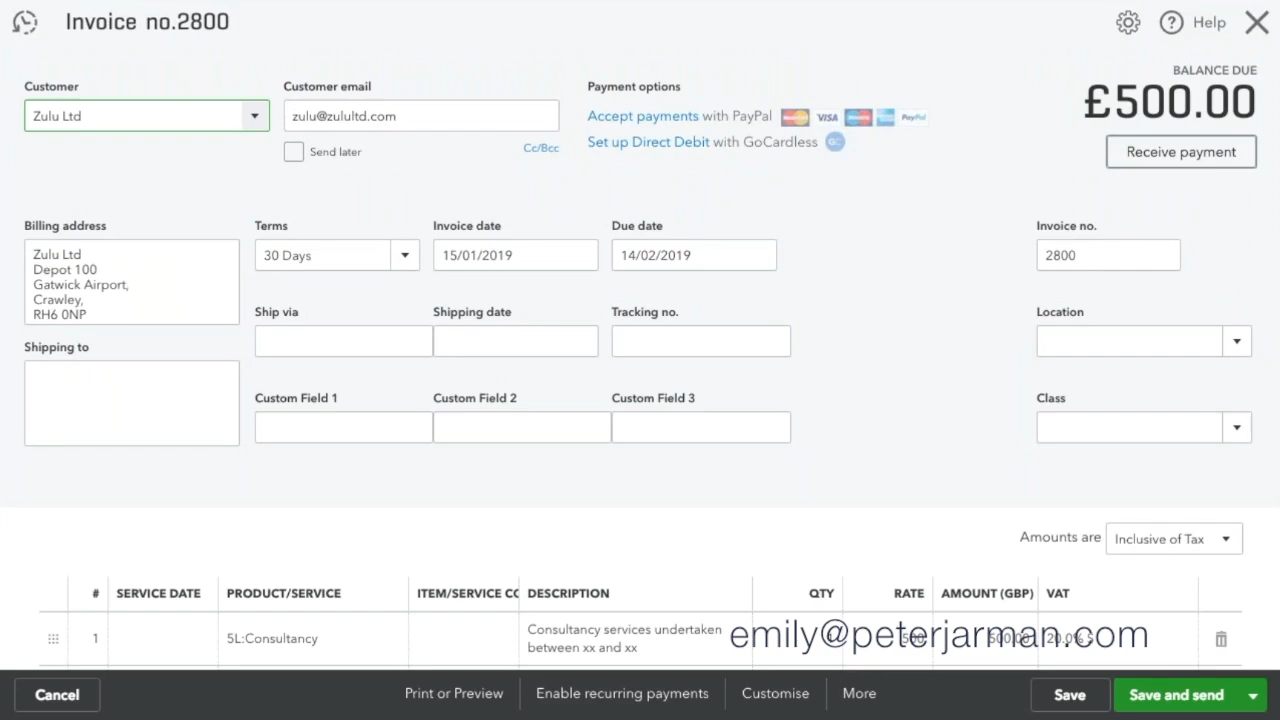 Invoice no.2800
Help
Customer
Zulu Ltd
Customer email
zulu@zulultd.com
Send later
Cc/Bcc
Payment options
Accept payments with PayPal VISA PayPal
Set up Direct Debit with GoCardless GC
BALANCE DUE
£500.00
Receive payment
Billing address
Zulu Ltd
Depot 100
Gatwick Airport,
Crawley,
RH6 0NP
Terms
30 Days
Invoice date
15/01/2019
Due date
14/02/2019
Invoice no.
2800
Ship via
Shipping date
Tracking no.
Location
Shipping to
Custom Field 1
Custom Field 2
Custom Field 3
Class
Amounts are
Inclusive of Tax
# SERVICE DATE PRODUCT/SERVICE ITEM/SERVICE CO DESCRIPTION QTY RATE AMOUNT (GBP) VAT
1 5L:Consultancy Consultancy services undertaken
between xx and xx
500 500.00 20.0% S
emily@peterjarman.com
Cancel
Print or Preview
Enable recurring payments
Customise
More
Save
Save and send